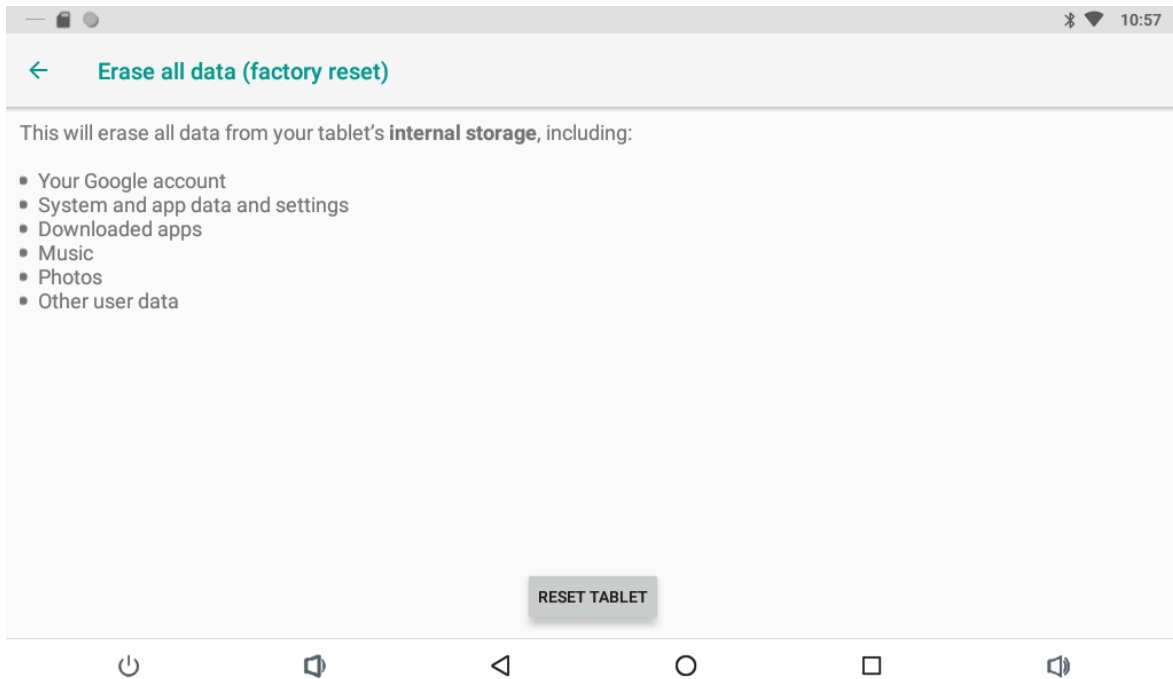 10:57
Erase all data (factory reset)
This will erase all data from your tablet’s internal storage, including:
• Your Google account
• System and app data and settings
• Downloaded apps
• Music
• Photos
• Other user data
RESET TABLET